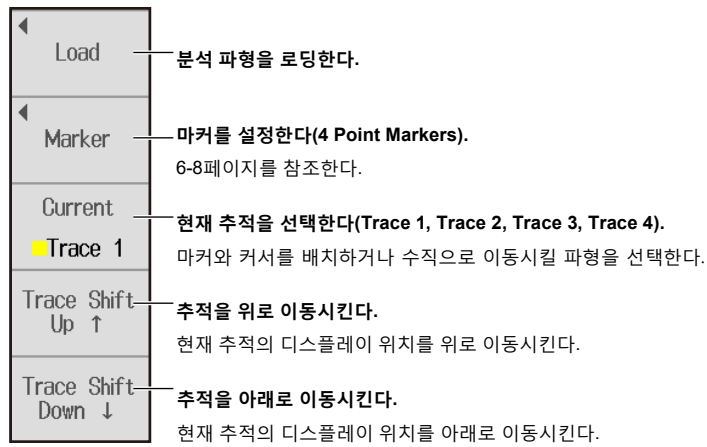 Load
분석 파형을 로딩한다.
Marker
마커를 설정한다(4 Point Markers).
6-8페이지를 참조한다.
Current
Trace 1
현재 추적을 선택한다(Trace 1, Trace 2, Trace 3, Trace 4).
마커와 커서를 배치하거나 수직으로 이동시킬 파형을 선택한다.
Trace Shift
Up ↑
추적을 위로 이동시킨다.
현재 추적의 디스플레이 위치를 위로 이동시킨다.
Trace Shift
Down ↓
추적을 아래로 이동시킨다.
현재 추적의 디스플레이 위치를 아래로 이동시킨다.